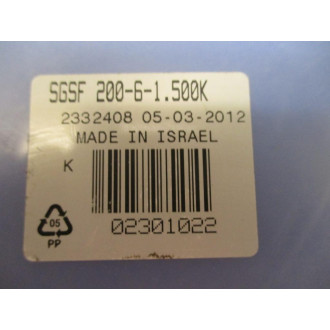 SGSF 200-6-1.500K
2332408 05-03-2012
MADE IN ISRAEL
K
05
PP
02301022